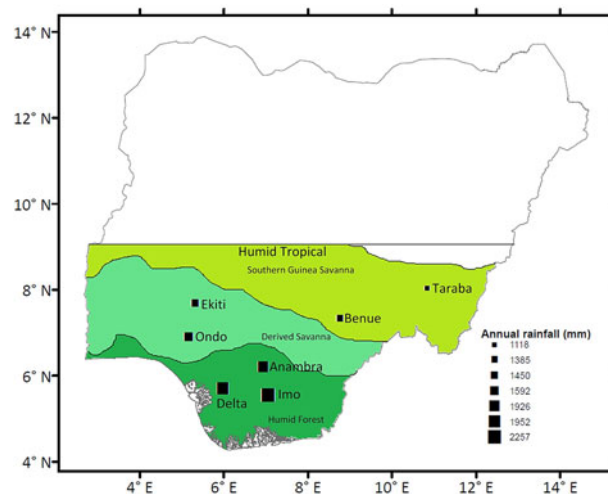 14° N
12° N
10° N
8° N
6° N
4° N
Humid Tropical
Southern Guinea Savanna
Taraba
Ekiti
Benue
Ondo
Derived Savanna
Anambra
Delta
Imo
Humid Forest
Annual rainfall (mm)
1118
1385
1450
1592
1926
1952
2257
4° E
6° E
8° E
10° E
12° E
14° E